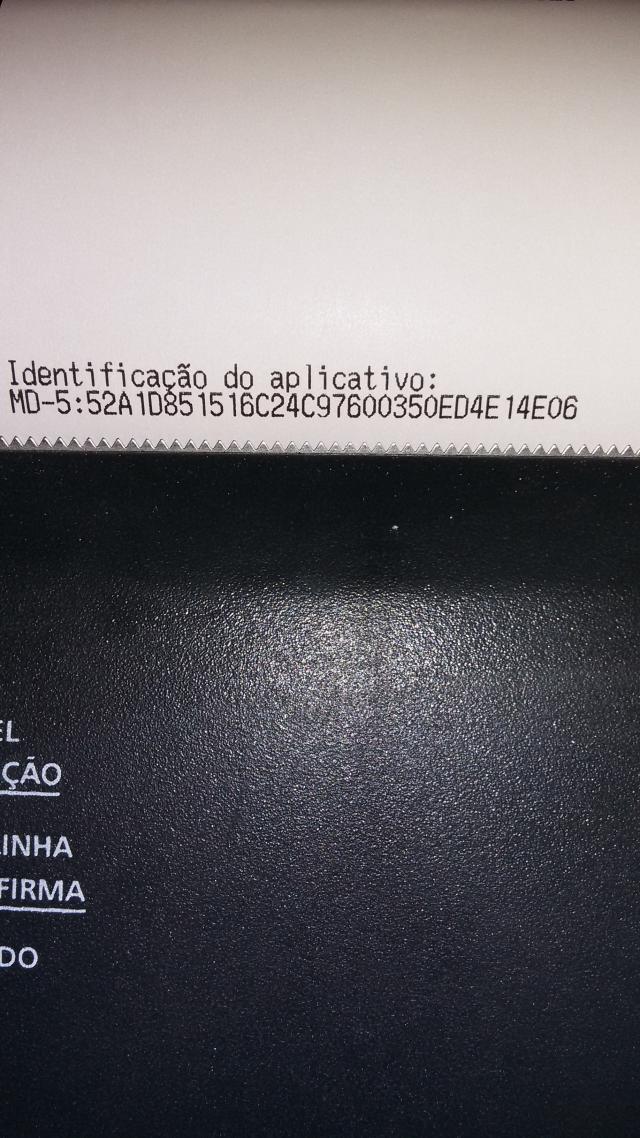 Identificação do aplicativo:
MD-5:52A1D851516C24C97600350ED4E14E06
EL
ÇÃO
INHA
FIRMA
DO